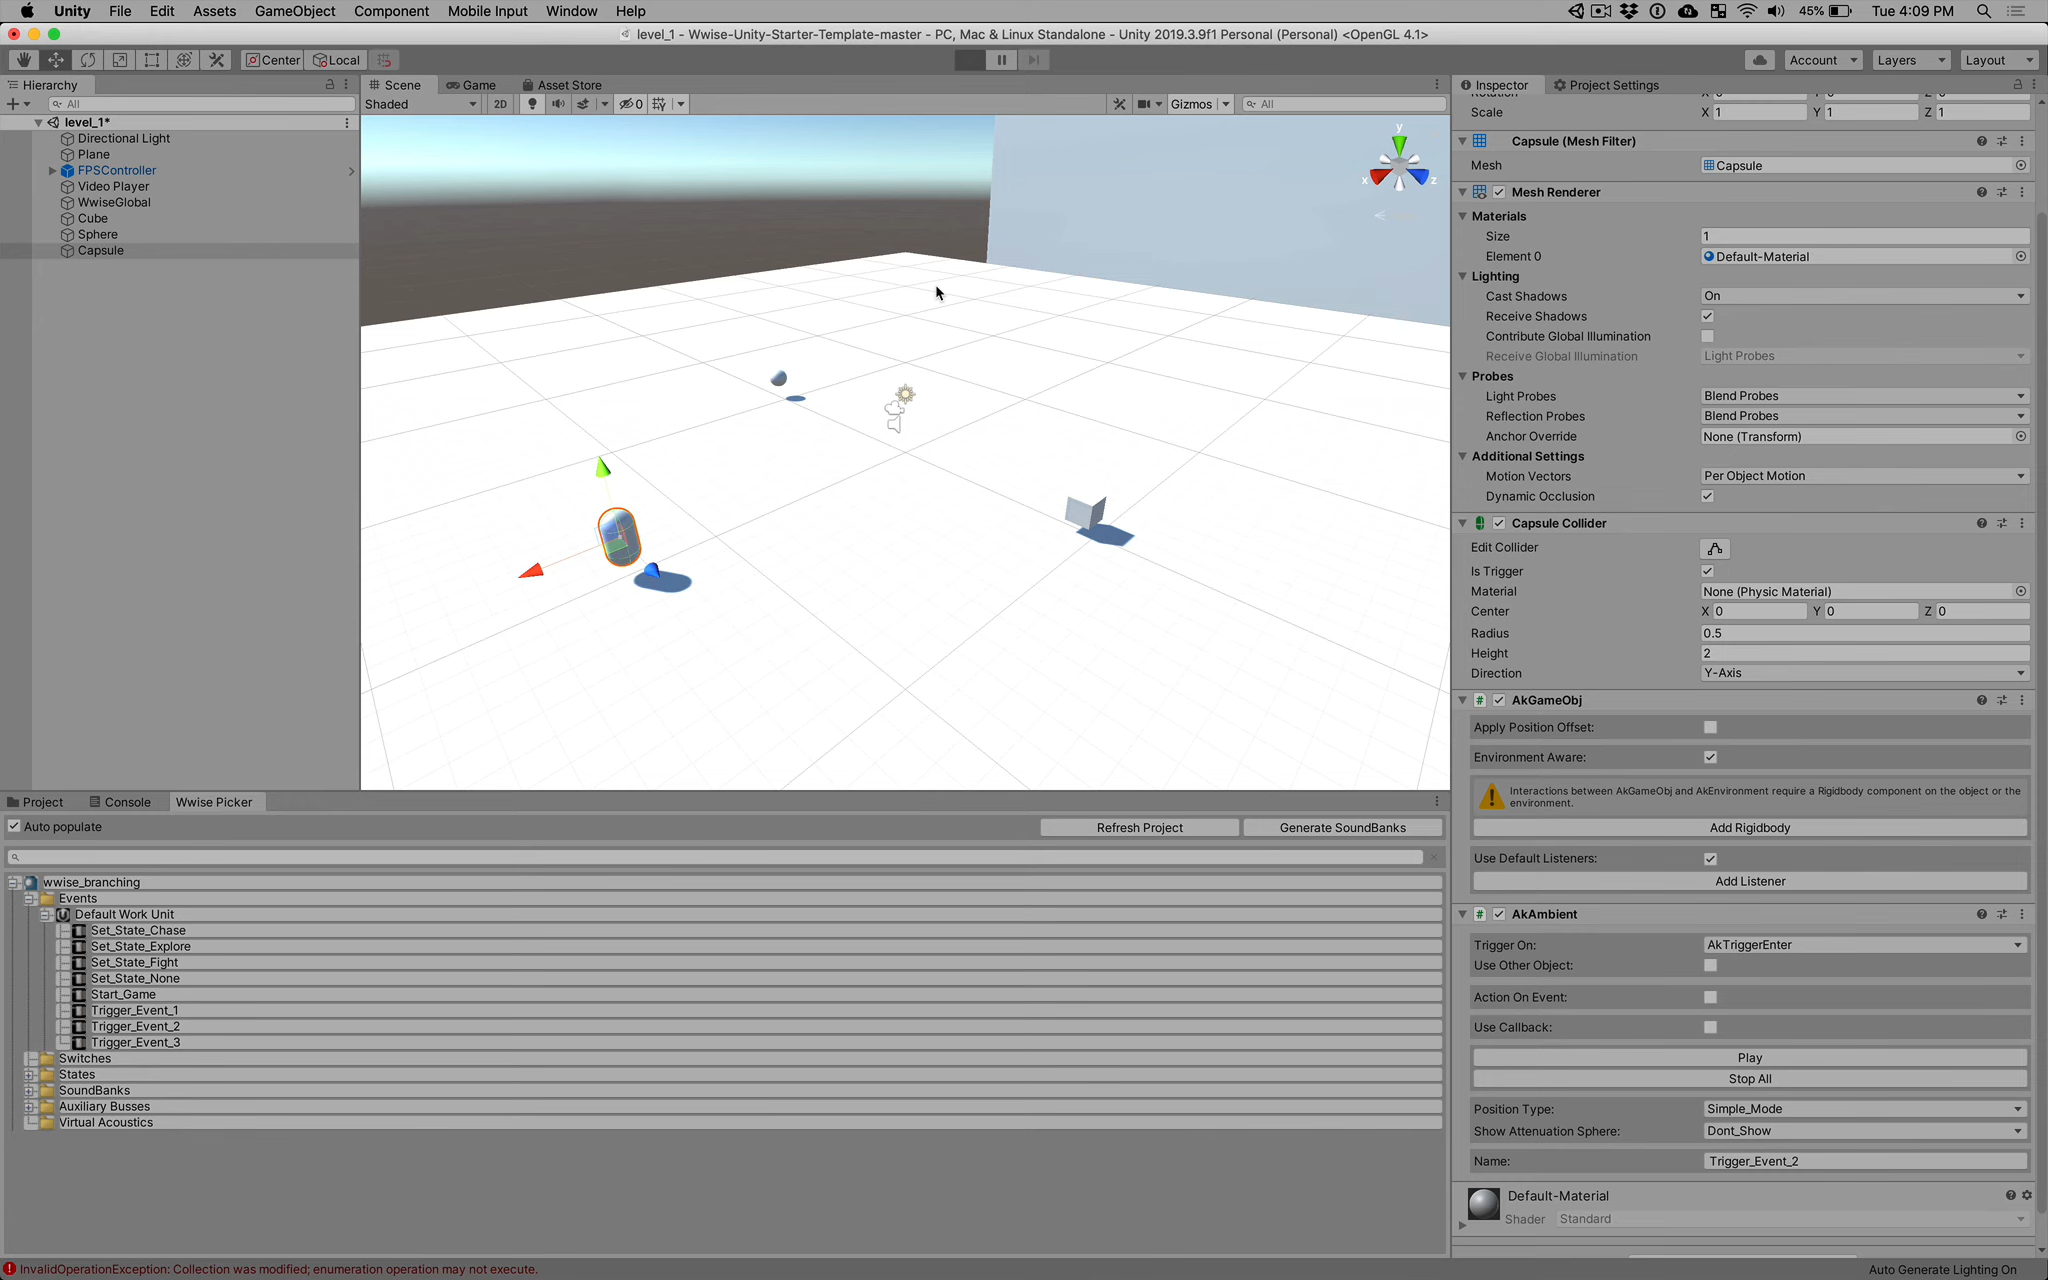 Unity File Edit Assets GameObject Component Mobile Input Window Help 45% Tue 4:09 PM
level_1 - Wwise-Unity-Starter-Template-master - PC, Mac & Linux Standalone - Unity 2019.3.9f1 Personal (Personal) <OpenGL 4.1>
Center Local Account Layers Layout
Hierarchy
All
level_1*
Directional Light
Plane
FPSController
Video Player
WwiseGlobal
Cube
Sphere
Capsule
Scene Game Asset Store
Shaded 2D 0 Gizmos All
y
x z
Inspector Project Settings
Scale X 1 Y 1 Z 1
Capsule (Mesh Filter)
Mesh Capsule
Mesh Renderer
Materials
Size 1
Element 0 Default-Material
Lighting
Cast Shadows On
Receive Shadows
Contribute Global Illumination
Receive Global Illumination Light Probes
Probes
Light Probes Blend Probes
Reflection Probes Blend Probes
Anchor Override None (Transform)
Additional Settings
Motion Vectors Per Object Motion
Dynamic Occlusion
Capsule Collider
Edit Collider
Is Trigger
Material None (Physic Material)
Center X 0 Y 0 Z 0
Radius 0.5
Height 2
Direction Y-Axis
AkGameObj
Apply Position Offset:
Environment Aware:
Interactions between AkGameObj and AkEnvironment require a Rigidbody component on the object or the
environment.
Add Rigidbody
Use Default Listeners:
Add Listener
AkAmbient
Trigger On: AkTriggerEnter
Use Other Object:
Action On Event:
Use Callback:
Play
Stop All
Position Type: Simple_Mode
Show Attenuation Sphere: Dont_Show
Name: Trigger_Event_2
Default-Material
Shader Standard
Project Console Wwise Picker
Auto populate Refresh Project Generate SoundBanks
wwise_branching
Events
Default Work Unit
Set_State_Chase
Set_State_Explore
Set_State_Fight
Set_State_None
Start_Game
Trigger_Event_1
Trigger_Event_2
Trigger_Event_3
Switches
States
SoundBanks
Auxiliary Busses
Virtual Acoustics
InvalidOperationException: Collection was modified; enumeration operation may not execute.
Auto Generate Lighting On